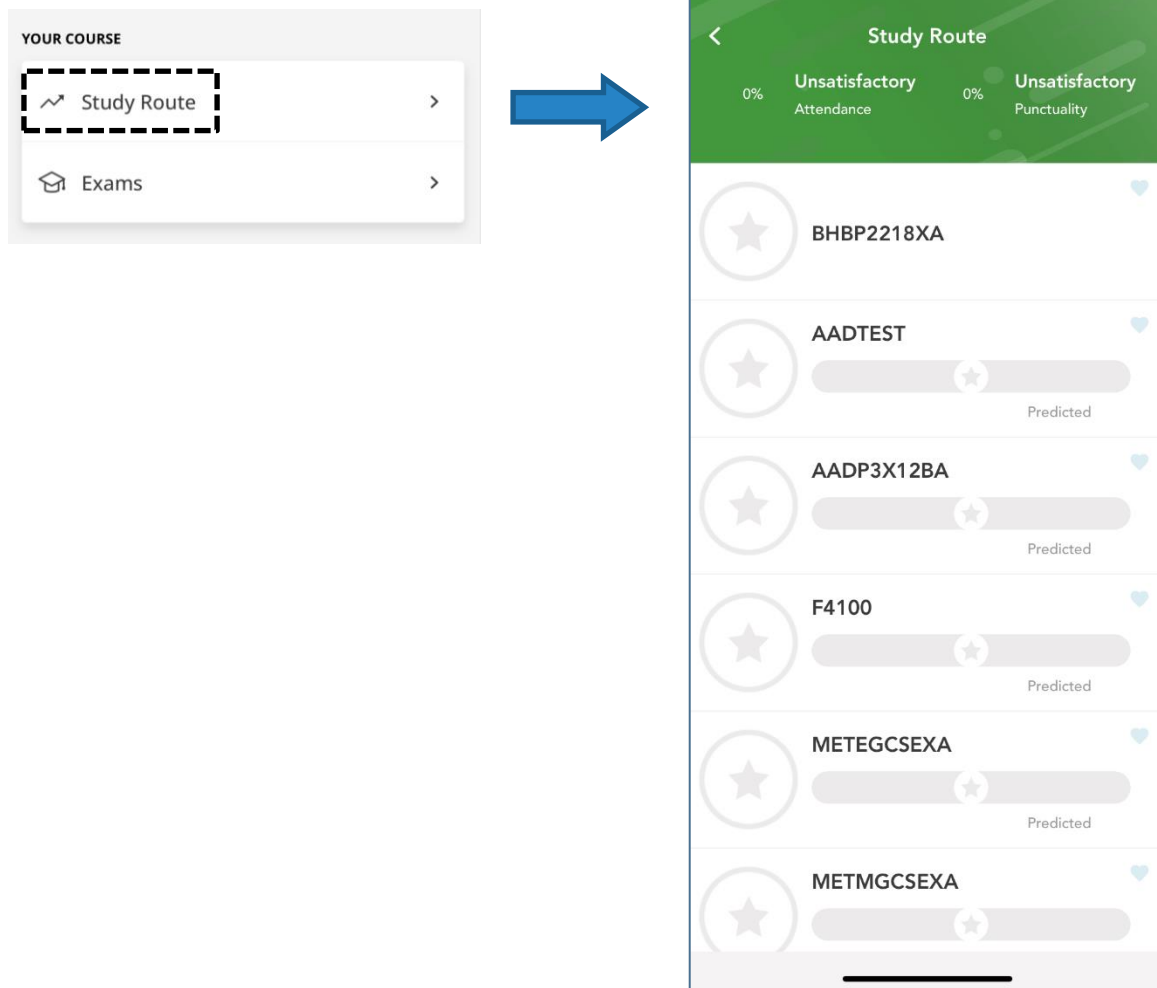 YOUR COURSE
Study Route
Exams
Study Route
0%
Unsatisfactory
Attendance
0%
Unsatisfactory
Punctuality
BHBP2218XA
AADTEST
Predicted
AADP3X12BA
Predicted
F4100
Predicted
METEGCSEXA
Predicted
METMGCSEXA